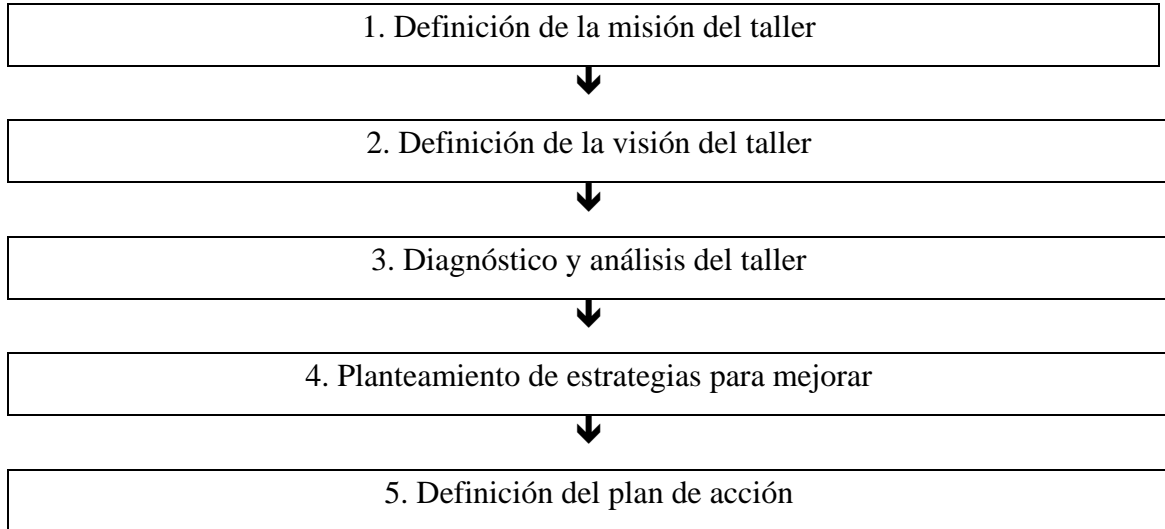 1. Definición de la misión del taller
2. Definición de la visión del taller
3. Diagnóstico y análisis del taller
4. Planteamiento de estrategias para mejorar
5. Definición del plan de acción